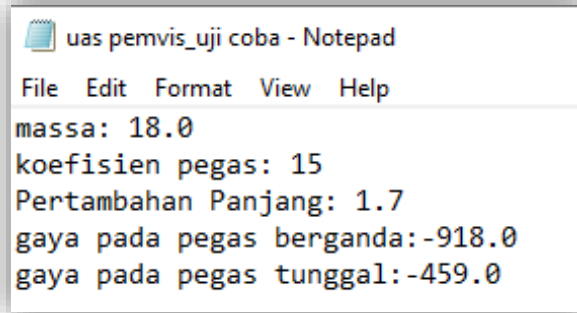 uas pemvis_uji coba - Notepad
File Edit Format View Help
massa: 18.0
koefisien pegas: 15
Pertambahan Panjang: 1.7
gaya pada pegas berganda:-918.0
gaya pada pegas tunggal:-459.0